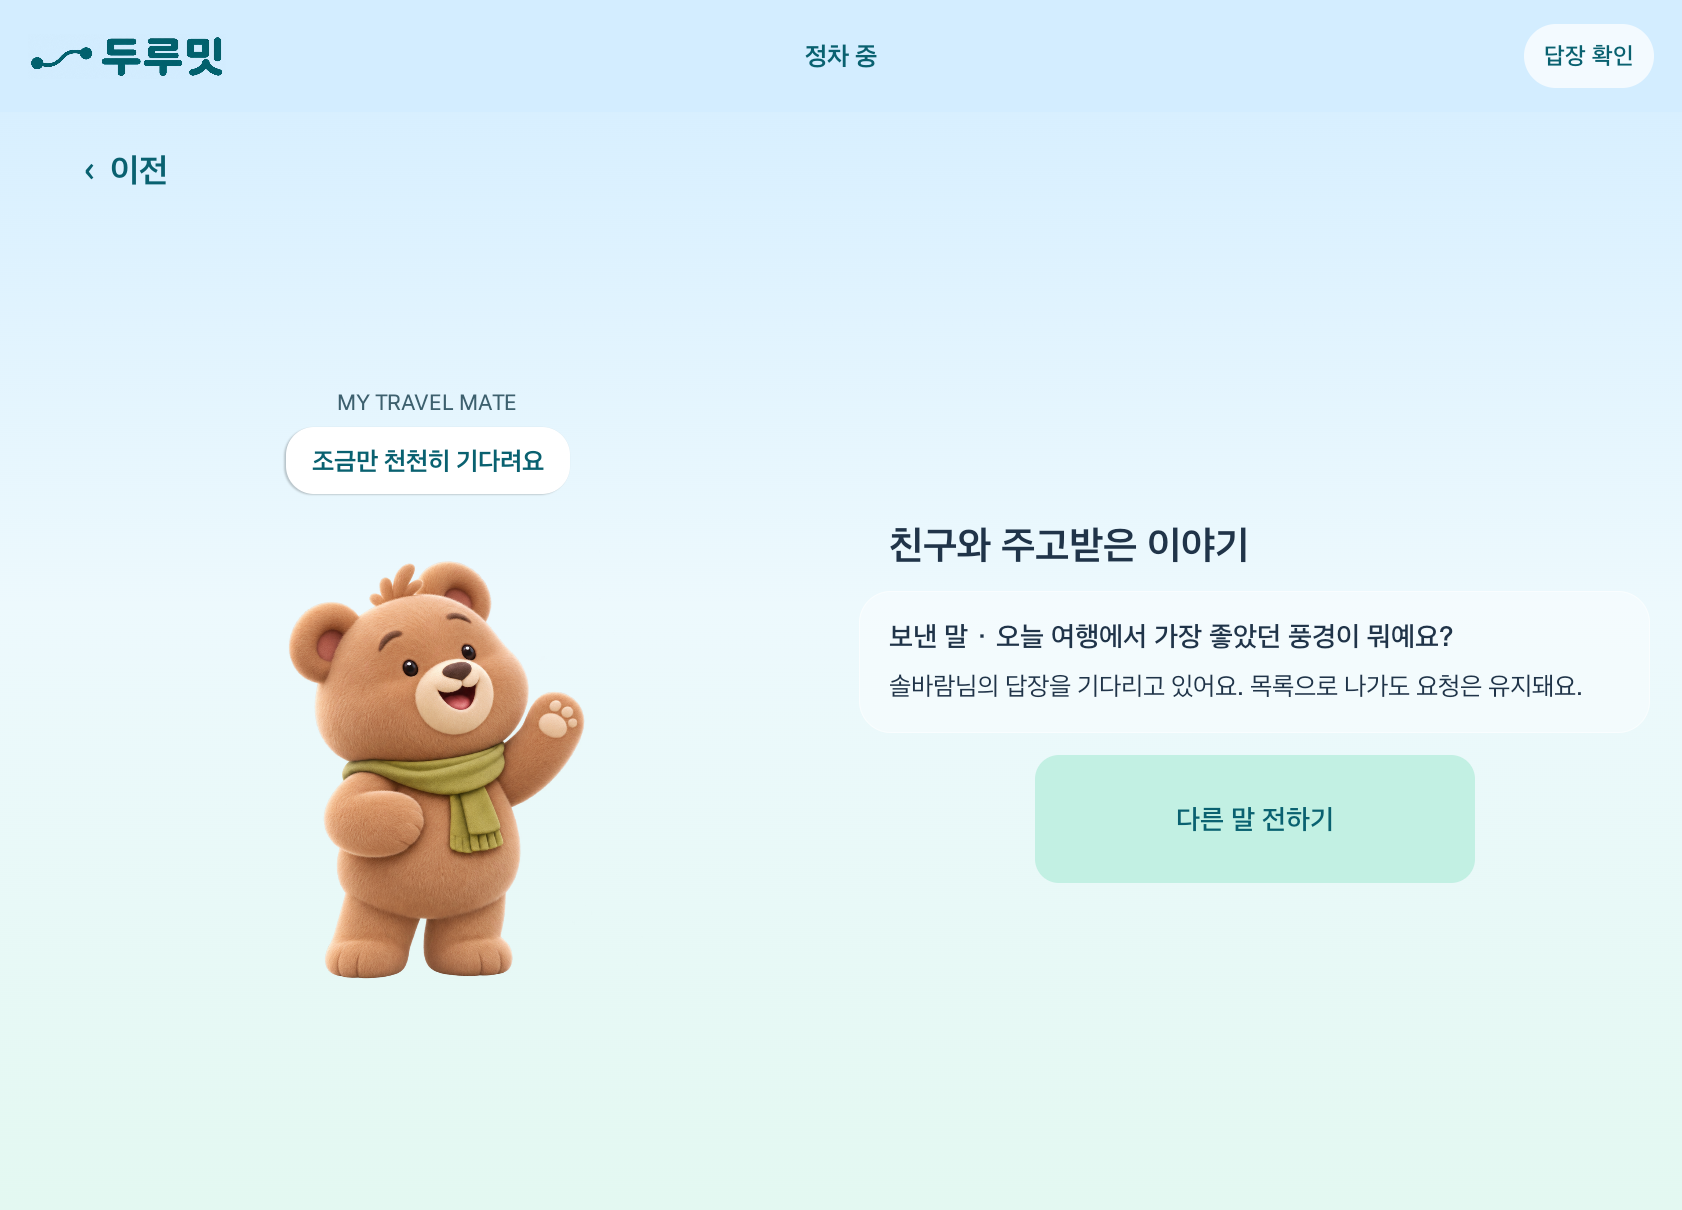 두루밋
정차 중
답장 확인
‹ 이전
MY TRAVEL MATE
조금만 천천히 기다려요
친구와 주고받은 이야기
보낸 말 · 오늘 여행에서 가장 좋았던 풍경이 뭐예요?
솔바람님의 답장을 기다리고 있어요. 목록으로 나가도 요청은 유지돼요.
다른 말 전하기